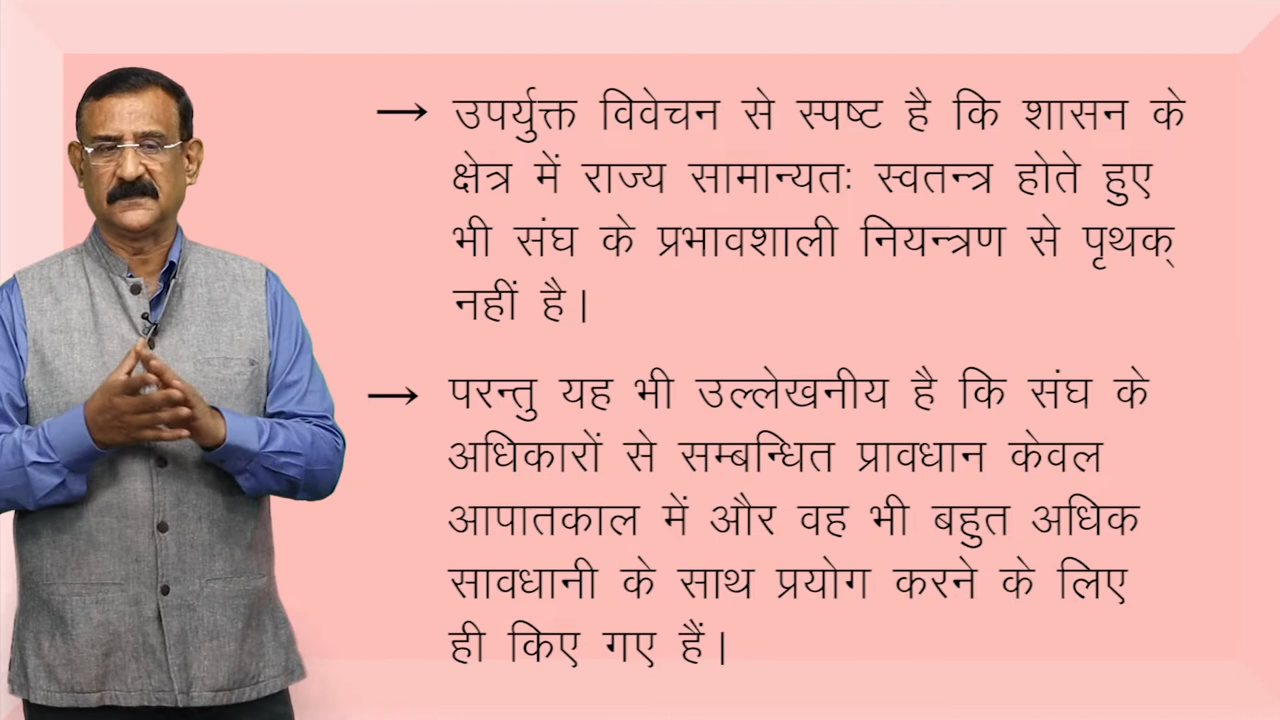 → उपर्युक्त विवेचन से स्पष्ट है कि शासन के
क्षेत्र में राज्य सामान्यतः स्वतन्त्र होते हुए
भी संघ के प्रभावशाली नियन्त्रण से पृथक्
नहीं है।
→ परन्तु यह भी उल्लेखनीय है कि संघ के
अधिकारों से सम्बन्धित प्रावधान केवल
आपातकाल में और वह भी बहुत अधिक
सावधानी के साथ प्रयोग करने के लिए
ही किए गए हैं।